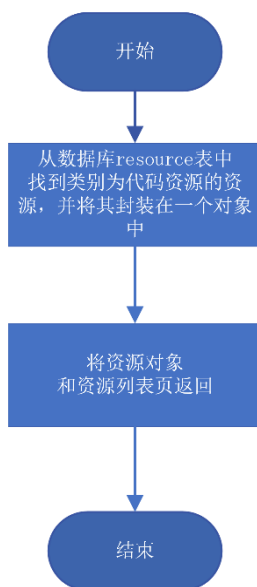 开始
从数据库resource表中
找到类别为代码资源的资
源，并将其封装在一个对象
中
将资源对象
和资源列表页返回
结束